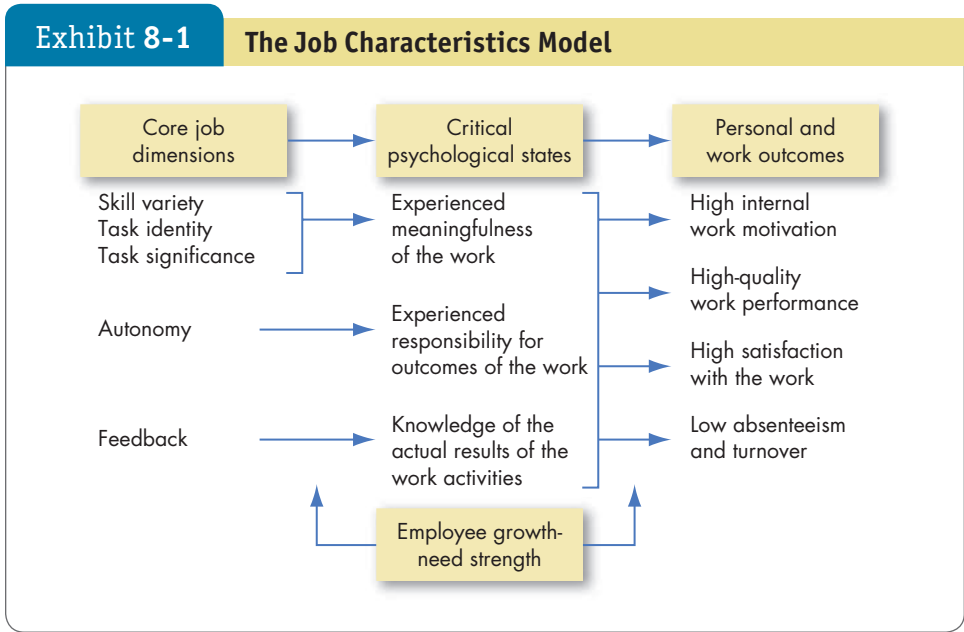 Exhibit 8-1
The Job Characteristics Model
Core job
dimensions
Critical
psychological states
Personal and
work outcomes
Skill variety
Task identity
Task significance
Experienced
meaningfulness
of the work
High internal
work motivation
High-quality
work performance
Autonomy
Experienced
responsibility for
outcomes of the work
High satisfaction
with the work
Feedback
Knowledge of the
actual results of the
work activities
Low absenteeism
and turnover
Employee growth-
need strength